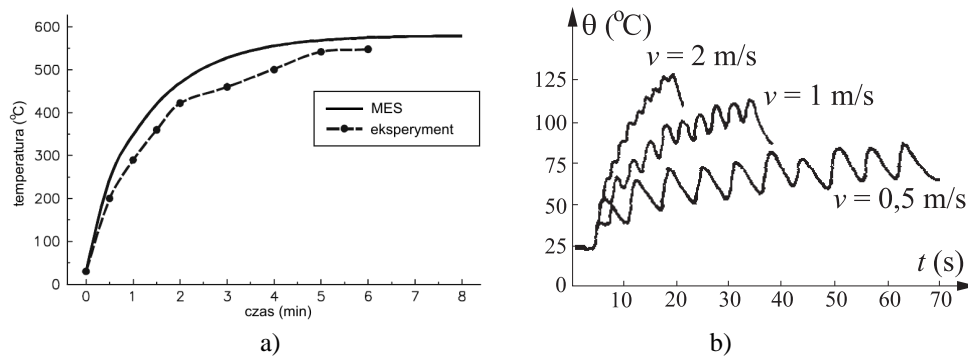 600
500
400
300
200
100
0
temperatura (°C)
0 1 2 3 4 5 6 7 8
czas (min)
MES
eksperyment
a)
θ (°C)
125
100
75
50
25
0
v = 2 m/s
v = 1 m/s
v = 0,5 m/s
t (s)
10 20 30 40 50 60 70
b)